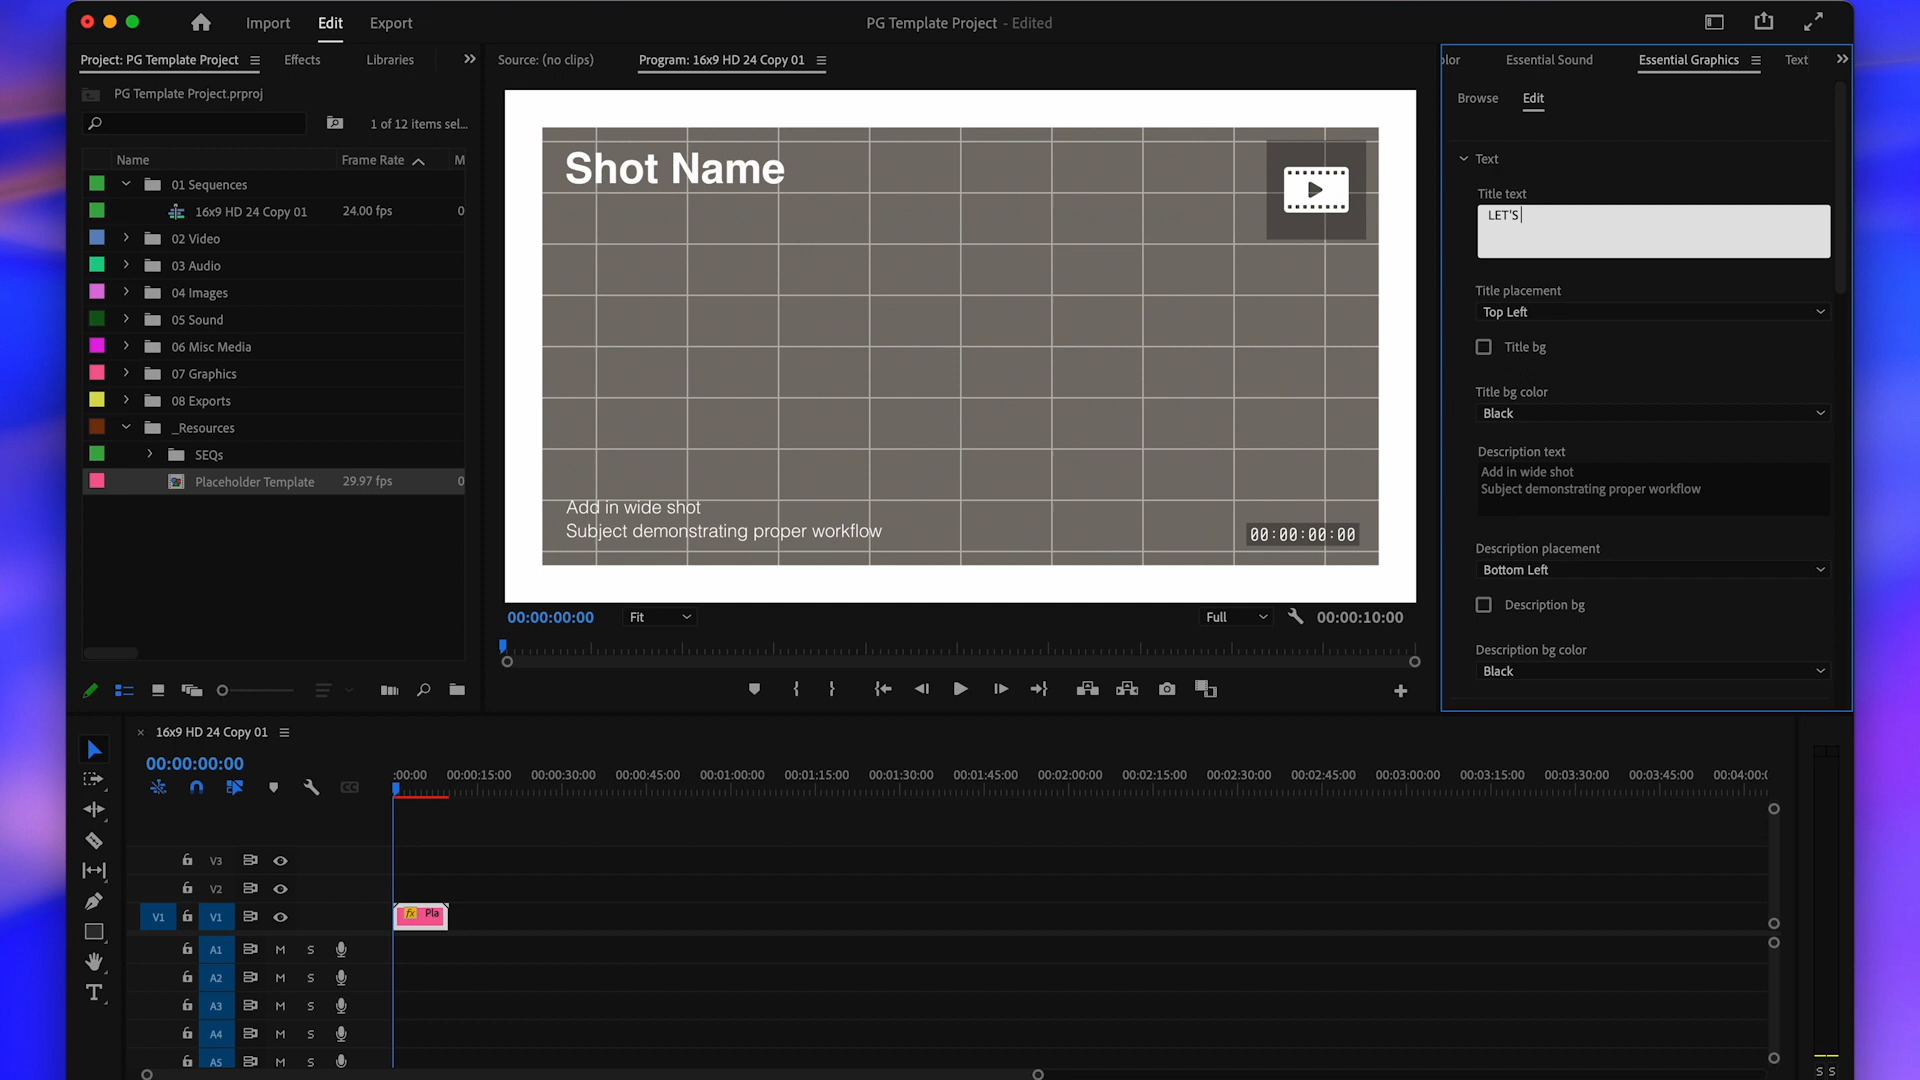 Import
Edit
Export
PG Template Project - Edited
Project: PG Template Project
Effects
Libraries
Source: (no clips)
Program: 16x9 HD 24 Copy 01
olor
Essential Sound
Essential Graphics
Text
PG Template Project.prproj
1 of 12 items sel...
Name
Frame Rate
M
01 Sequences
16x9 HD 24 Copy 01
24.00 fps
0
02 Video
03 Audio
04 Images
05 Sound
06 Misc Media
07 Graphics
08 Exports
_Resources
SEQs
Placeholder Template
29.97 fps
0
Shot Name
Add in wide shot
Subject demonstrating proper workflow
00:00:00:00
00:00:00:00
Fit
Full
00:00:10:00
Browse
Edit
Text
Title text
LET'S
Title placement
Top Left
Title bg
Title bg color
Black
Description text
Add in wide shot
Subject demonstrating proper workflow
Description placement
Bottom Left
Description bg
Description bg color
Black
16x9 HD 24 Copy 01
00:00:00:00
:00:00
00:00:15:00
00:00:30:00
00:00:45:00
00:01:00:00
00:01:15:00
00:01:30:00
00:01:45:00
00:02:00:00
00:02:15:00
00:02:30:00
00:02:45:00
00:03:00:00
00:03:15:00
00:03:30:00
00:03:45:00
00:04:00:0
CC
V3
V2
V1
V1
fx Pla
A1 M S
A2 M S
A3 M S
A4 M S
A5 M S
S S